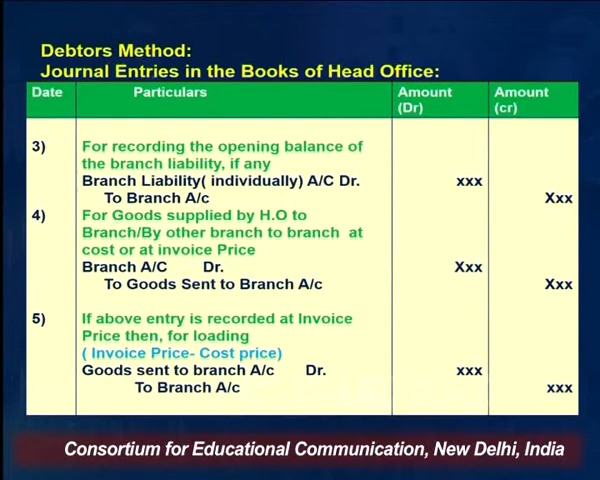 Debtors Method:
Journal Entries in the Books of Head Office:
Date Particulars Amount (Dr) Amount (cr)
3) For recording the opening balance of
the branch liability, if any
Branch Liability( individually) A/C Dr. xxx
To Branch A/c Xxx
4) For Goods supplied by H.O to
Branch/By other branch to branch at
cost or at invoice Price
Branch A/C Dr. Xxx
To Goods Sent to Branch A/c Xxx
5) If above entry is recorded at Invoice
Price then, for loading
( Invoice Price- Cost price)
Goods sent to branch A/c Dr. xxx
To Branch A/c xxx
Consortium for Educational Communication, New Delhi, India